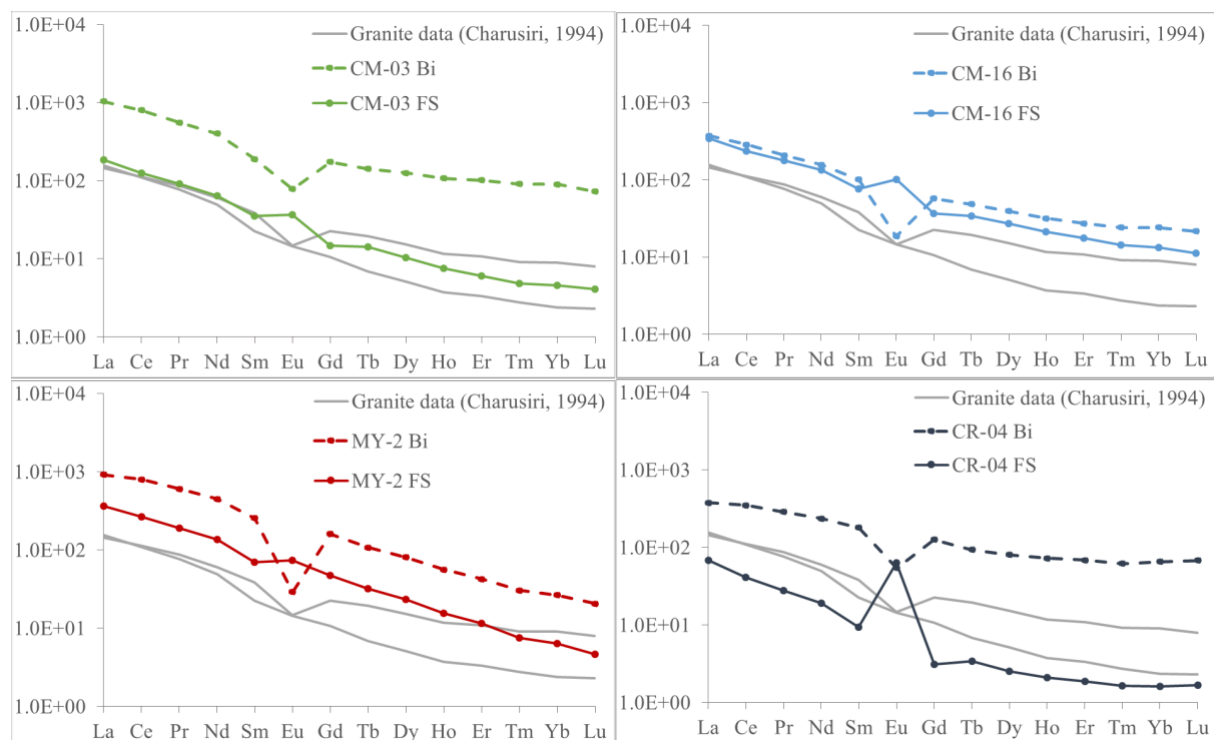 1.0E+04
1.0E+03
1.0E+02
1.0E+01
1.0E+00
Granite data (Charusiri, 1994)
CM-03 Bi
CM-03 FS
La Ce Pr Nd Sm Eu Gd Tb Dy Ho Er Tm Yb Lu
1.0E+04
1.0E+03
1.0E+02
1.0E+01
1.0E+00
Granite data (Charusiri, 1994)
CM-16 Bi
CM-16 FS
La Ce Pr Nd Sm Eu Gd Tb Dy Ho Er Tm Yb Lu
1.0E+04
1.0E+03
1.0E+02
1.0E+01
1.0E+00
Granite data (Charusiri, 1994)
MY-2 Bi
MY-2 FS
La Ce Pr Nd Sm Eu Gd Tb Dy Ho Er Tm Yb Lu
1.0E+04
1.0E+03
1.0E+02
1.0E+01
1.0E+00
Granite data (Charusiri, 1994)
CR-04 Bi
CR-04 FS
La Ce Pr Nd Sm Eu Gd Tb Dy Ho Er Tm Yb Lu